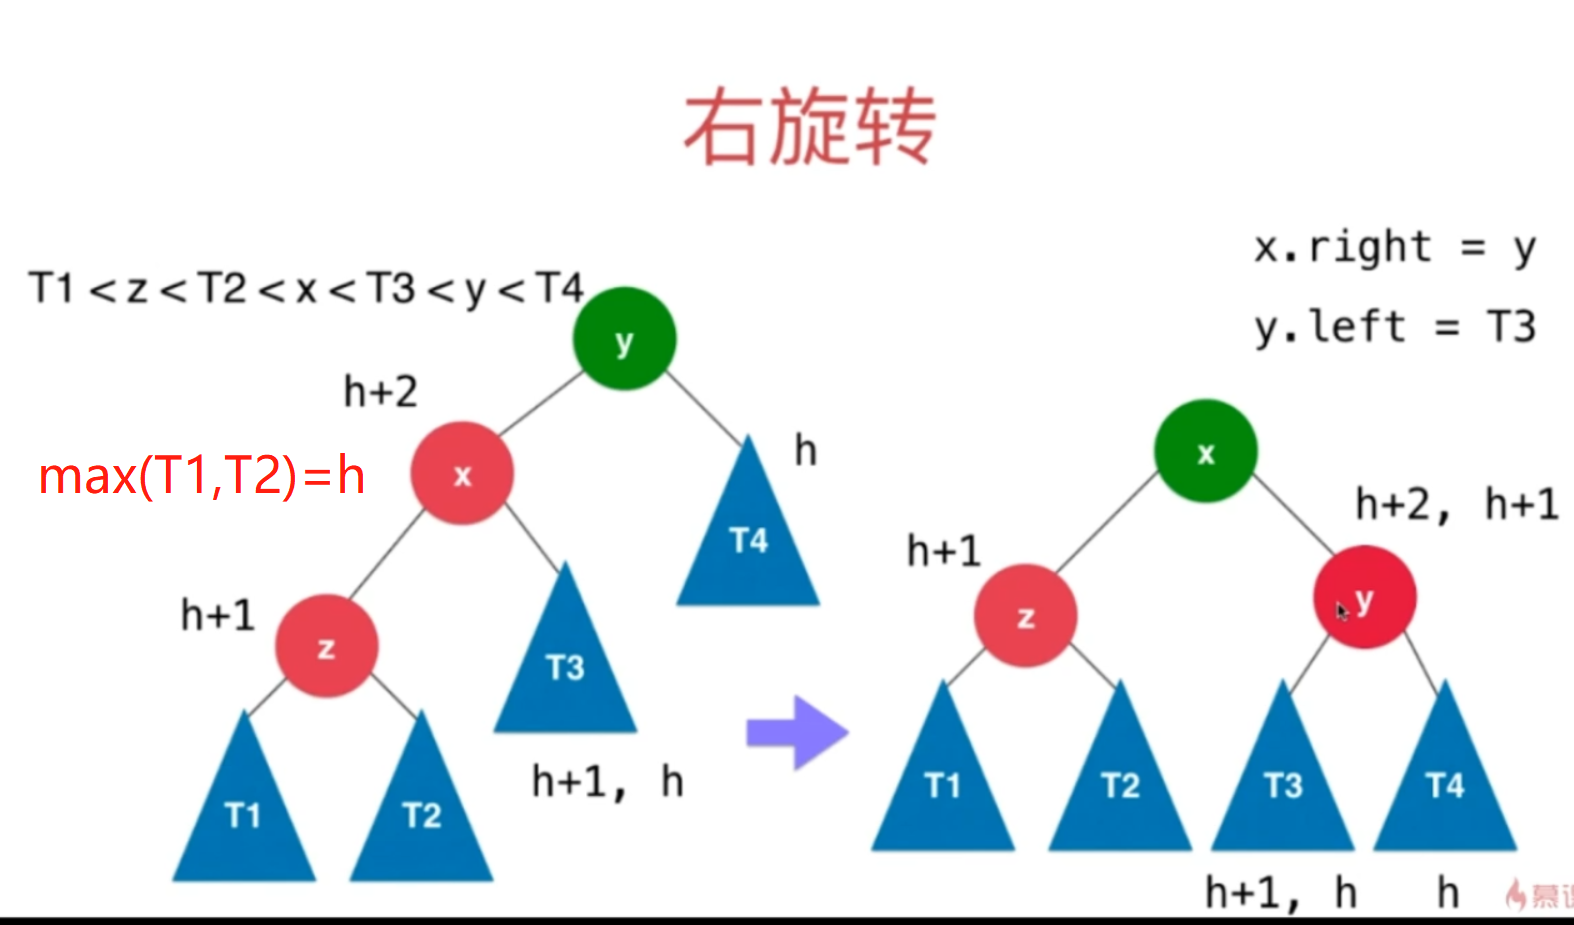 右旋转
x.right = y
y.left = T3
T1 < z < T2 < x < T3 < y < T4
y
h+2
max(T1,T2)=h
x
h
T4
h+1
z
T3
h+1, h
T1
T2
x
h+2, h+1
h+1
z
y
T1
T2
T3
T4
h+1, h
h
慕